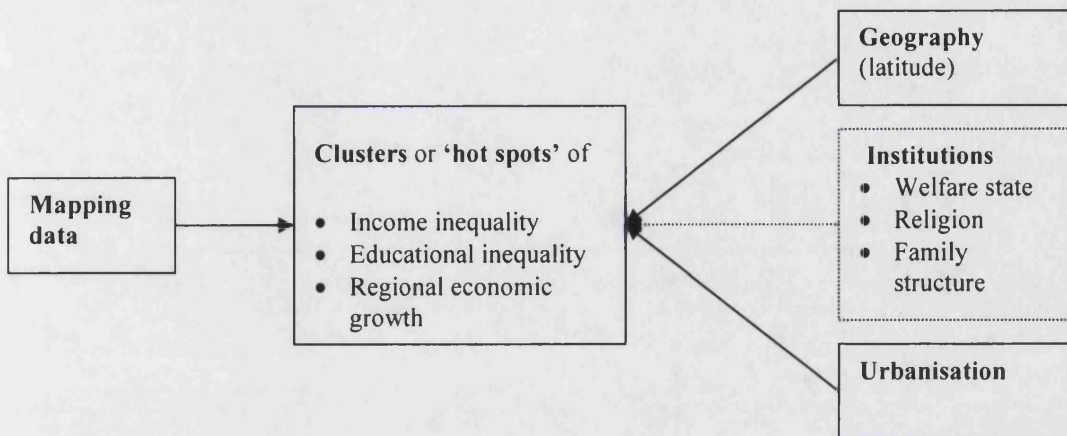 Mapping
data
Clusters or 'hot spots' of
• Income inequality
• Educational inequality
• Regional economic
growth
Geography
(latitude)
Institutions
• Welfare state
• Religion
• Family
structure
Urbanisation